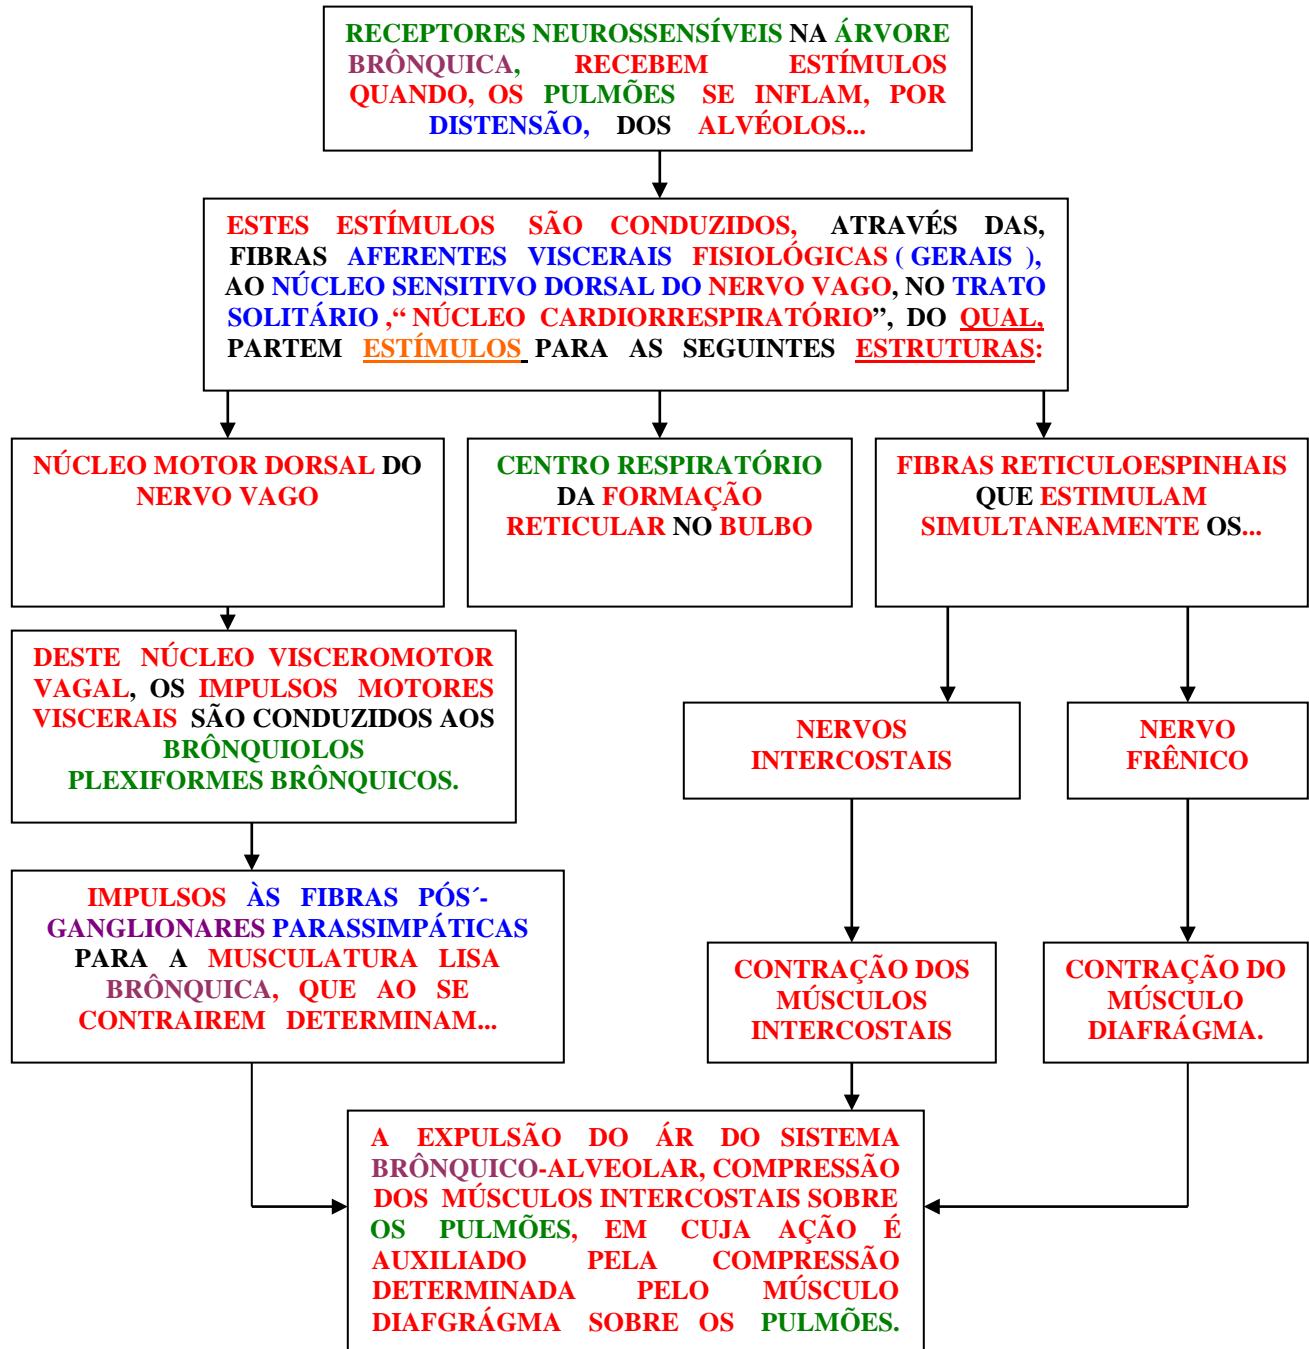 RECEPTORES NEUROSSENSÍVEIS NA ÁRVORE
BRÔNQUICA, RECEBEM ESTÍMULOS
QUANDO, OS PULMÕES SE INFLAM, POR
DISTENSÃO, DOS ALVÉOLOS...
ESTES ESTÍMULOS SÃO CONDUZIDOS, ATRAVÉS DAS,
FIBRAS AFERENTES VISCERAIS FISIOLÓGICAS ( GERAIS ),
AO NÚCLEO SENSITIVO DORSAL DO NERVO VAGO, NO TRATO
SOLITÁRIO ,“ NÚCLEO CARDIORRESPIRATÓRIO”, DO QUAL,
PARTEM ESTÍMULOS PARA AS SEGUINTES ESTRUTURAS:
NÚCLEO MOTOR DORSAL DO
NERVO VAGO
CENTRO RESPIRATÓRIO
DA FORMAÇÃO
RETICULAR NO BULBO
FIBRAS RETICULOESPINHAIS
QUE ESTIMULAM
SIMULTANEAMENTE OS...
DESTE NÚCLEO VISCEROMOTOR
VAGAL, OS IMPULSOS MOTORES
VISCERAIS SÃO CONDUZIDOS AOS
BRÔNQUIOLOS
PLEXIFORMES BRÔNQUICOS.
NERVOS
INTERCOSTAIS
NERVO
FRÊNICO
IMPULSOS ÀS FIBRAS PÓS´-
GANGLIONARES PARASSIMPÁTICAS
PARA A MUSCULATURA LISA
BRÔNQUICA, QUE AO SE
CONTRAIREM DETERMINAM...
CONTRAÇÃO DOS
MÚSCULOS
INTERCOSTAIS
CONTRAÇÃO DO
MÚSCULO
DIAFRÁGMA.
A EXPULSÃO DO ÁR DO SISTEMA
BRÔNQUICO-ALVEOLAR, COMPRESSÃO
DOS MÚSCULOS INTERCOSTAIS SOBRE
OS PULMÕES, EM CUJA AÇÃO É
AUXILIADO PELA COMPRESSÃO
DETERMINADA PELO MÚSCULO
DIAFGRÁGMA SOBRE OS PULMÕES.